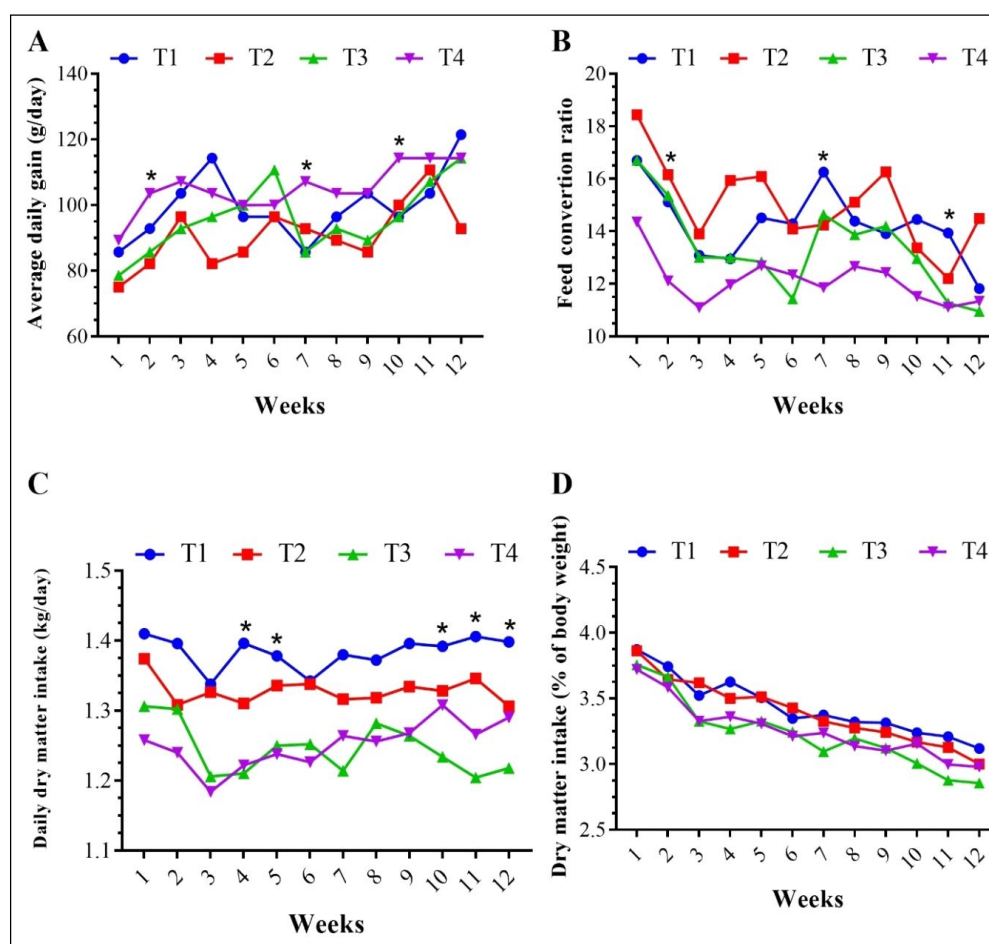 A
T1 T2 T3 T4
Average daily gain (g/day)
140
120
100
80
60
*
*
*
1 2 3 4 5 6 7 8 9 10 11 12
Weeks
B
T1 T2 T3 T4
Feed convertion ratio
20
18
16
14
12
10
*
*
*
1 2 3 4 5 6 7 8 9 10 11 12
Weeks
C
T1 T2 T3 T4
Daily dry matter intake (kg/day)
1.5
1.4
1.3
1.2
1.1
* * * * *
1 2 3 4 5 6 7 8 9 10 11 12
Weeks
D
T1 T2 T3 T4
Dry matter intake (% of body weight)
4.5
4.0
3.5
3.0
2.5
1 2 3 4 5 6 7 8 9 10 11 12
Weeks